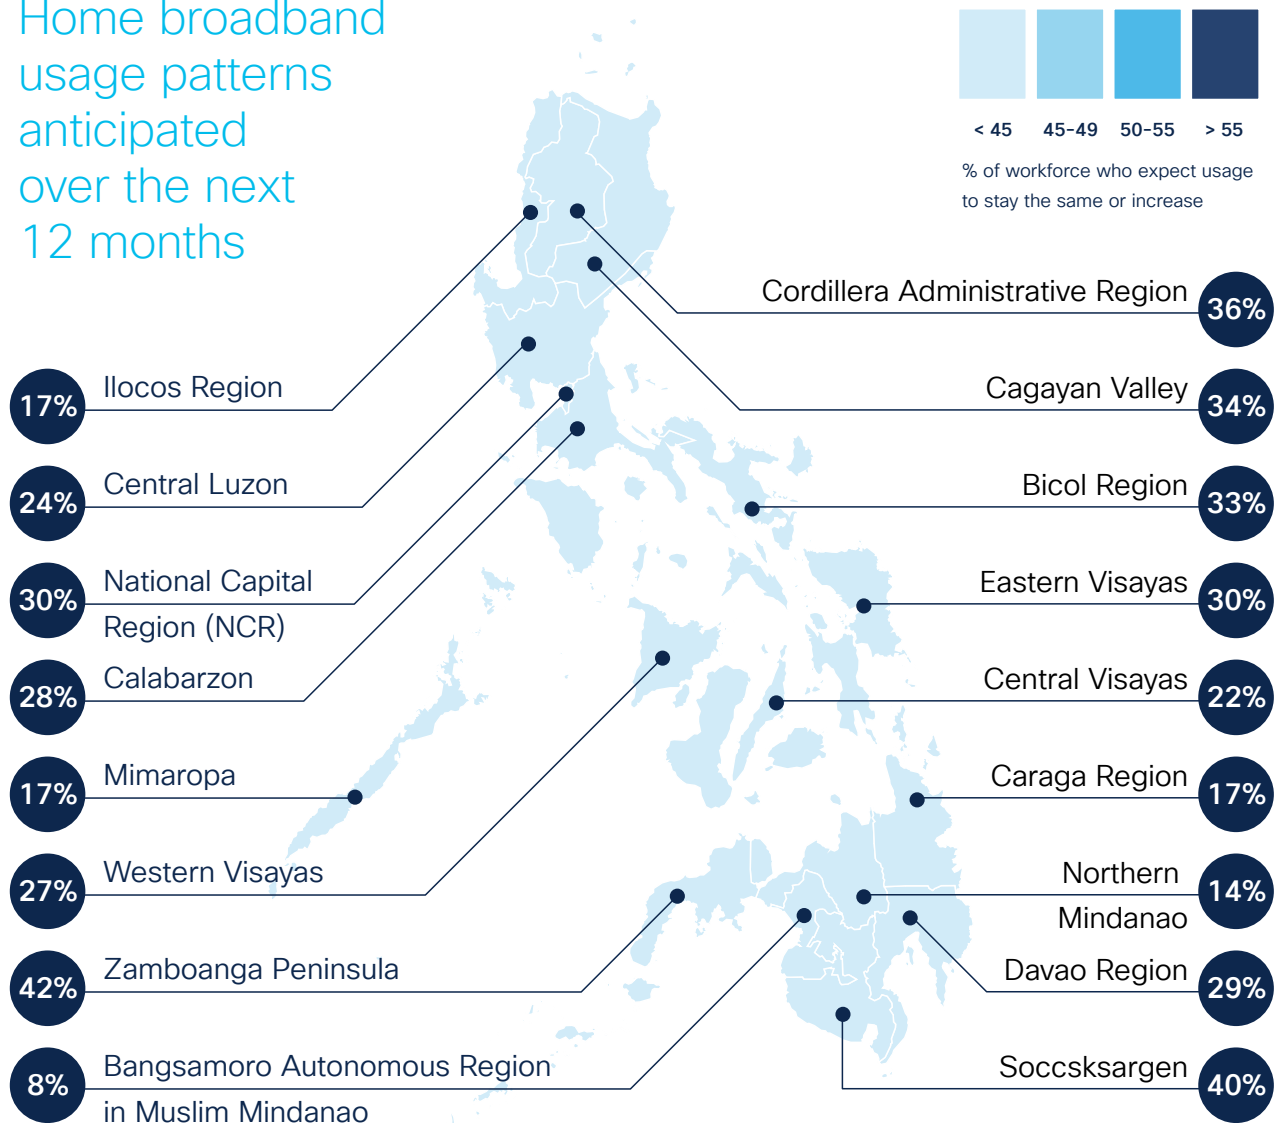 Home broadband
usage patterns
anticipated
over the next
12 months
< 45
45-49
50-55
> 55
% of workforce who expect usage
to stay the same or increase
17%
Ilocos Region
24%
Central Luzon
30%
National Capital
Region (NCR)
28%
Calabarzon
17%
Mimaropa
27%
Western Visayas
42%
Zamboanga Peninsula
8%
Bangsamoro Autonomous Region
in Muslim Mindanao
Cordillera Administrative Region
36%
Cagayan Valley
34%
Bicol Region
33%
Eastern Visayas
30%
Central Visayas
22%
Caraga Region
17%
Northern
Mindanao
14%
Davao Region
29%
Soccsksargen
40%